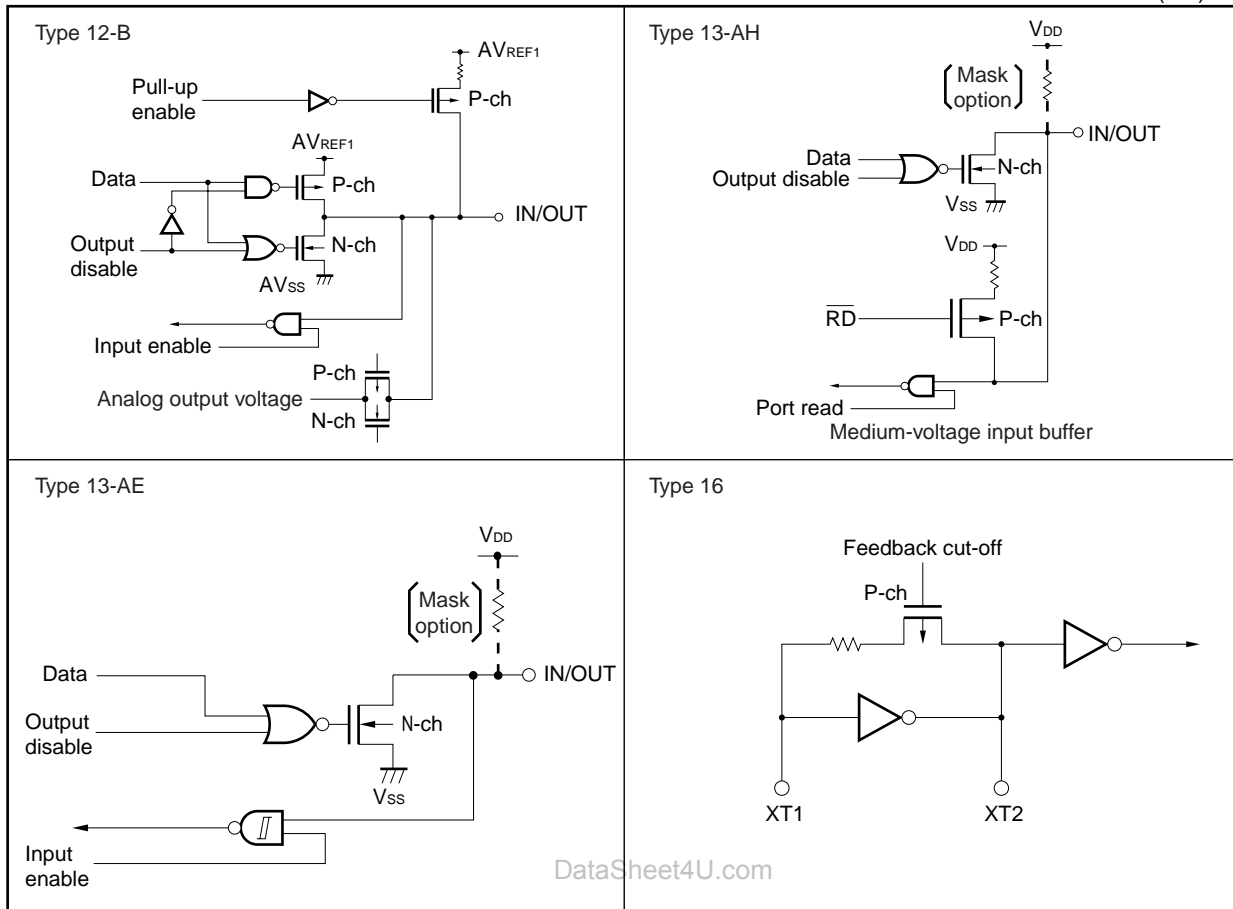 Type 12-B
AVREF1
Pull-up
enable
P-ch
AVREF1
Data
P-ch
IN/OUT
Output
disable
N-ch
AVSS
Input enable
P-ch
Analog output voltage
N-ch
Type 13-AH
VDD
Mask
option
IN/OUT
Data
Output disable
N-ch
VSS
VDD
RD
P-ch
Port read
Medium-voltage input buffer
Type 13-AE
VDD
Mask
option
IN/OUT
Data
Output
disable
N-ch
VSS
Input
enable
Type 16
Feedback cut-off
P-ch
XT1
XT2
DataSheet4U.com